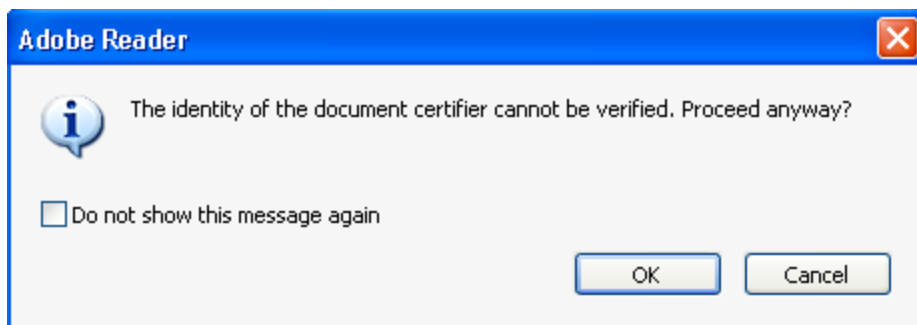 Adobe Reader
The identity of the document certifier cannot be verified. Proceed anyway?
Do not show this message again
OK Cancel